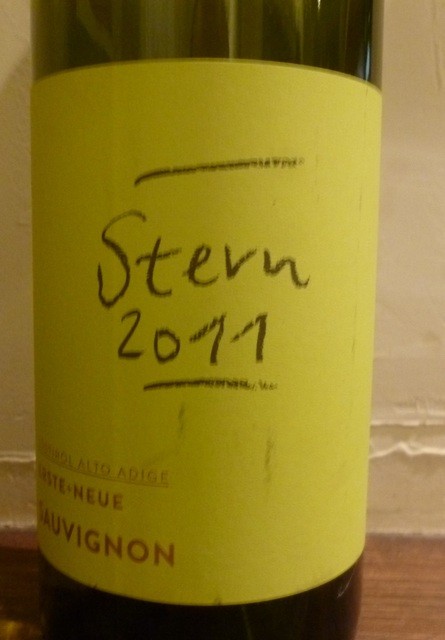 Stern
2011
ALTO ADIGE
NEUE
SAUVIGNON